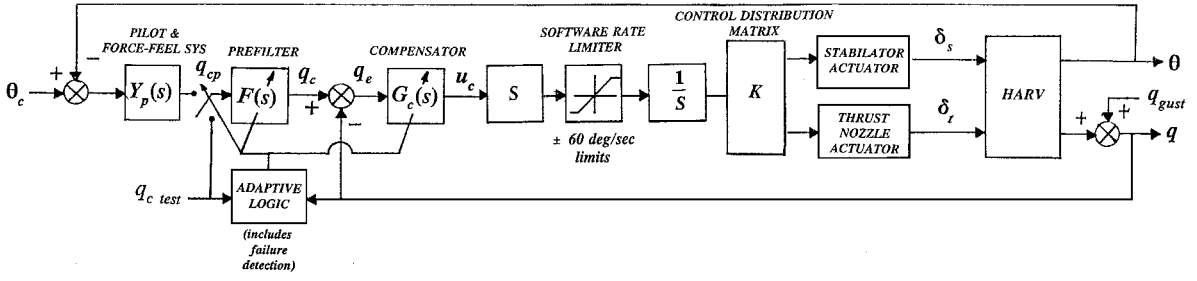 PILOT &
FORCE-FEEL SYS
PREFILTER
COMPENSATOR
SOFTWARE RATE
LIMITER
CONTROL DISTRIBUTION
MATRIX
θc
+
−
Yp(s)
qcp
F(s)
qc
+
−
qe
Gc(s)
uc
S
± 60 deg/sec
limits
1
S
K
STABILATOR
ACTUATOR
δs
THRUST
NOZZLE
ACTUATOR
δt
HARV
θ
+
+
qgust
q
qc test
ADAPTIVE
LOGIC
(includes
failure
detection)